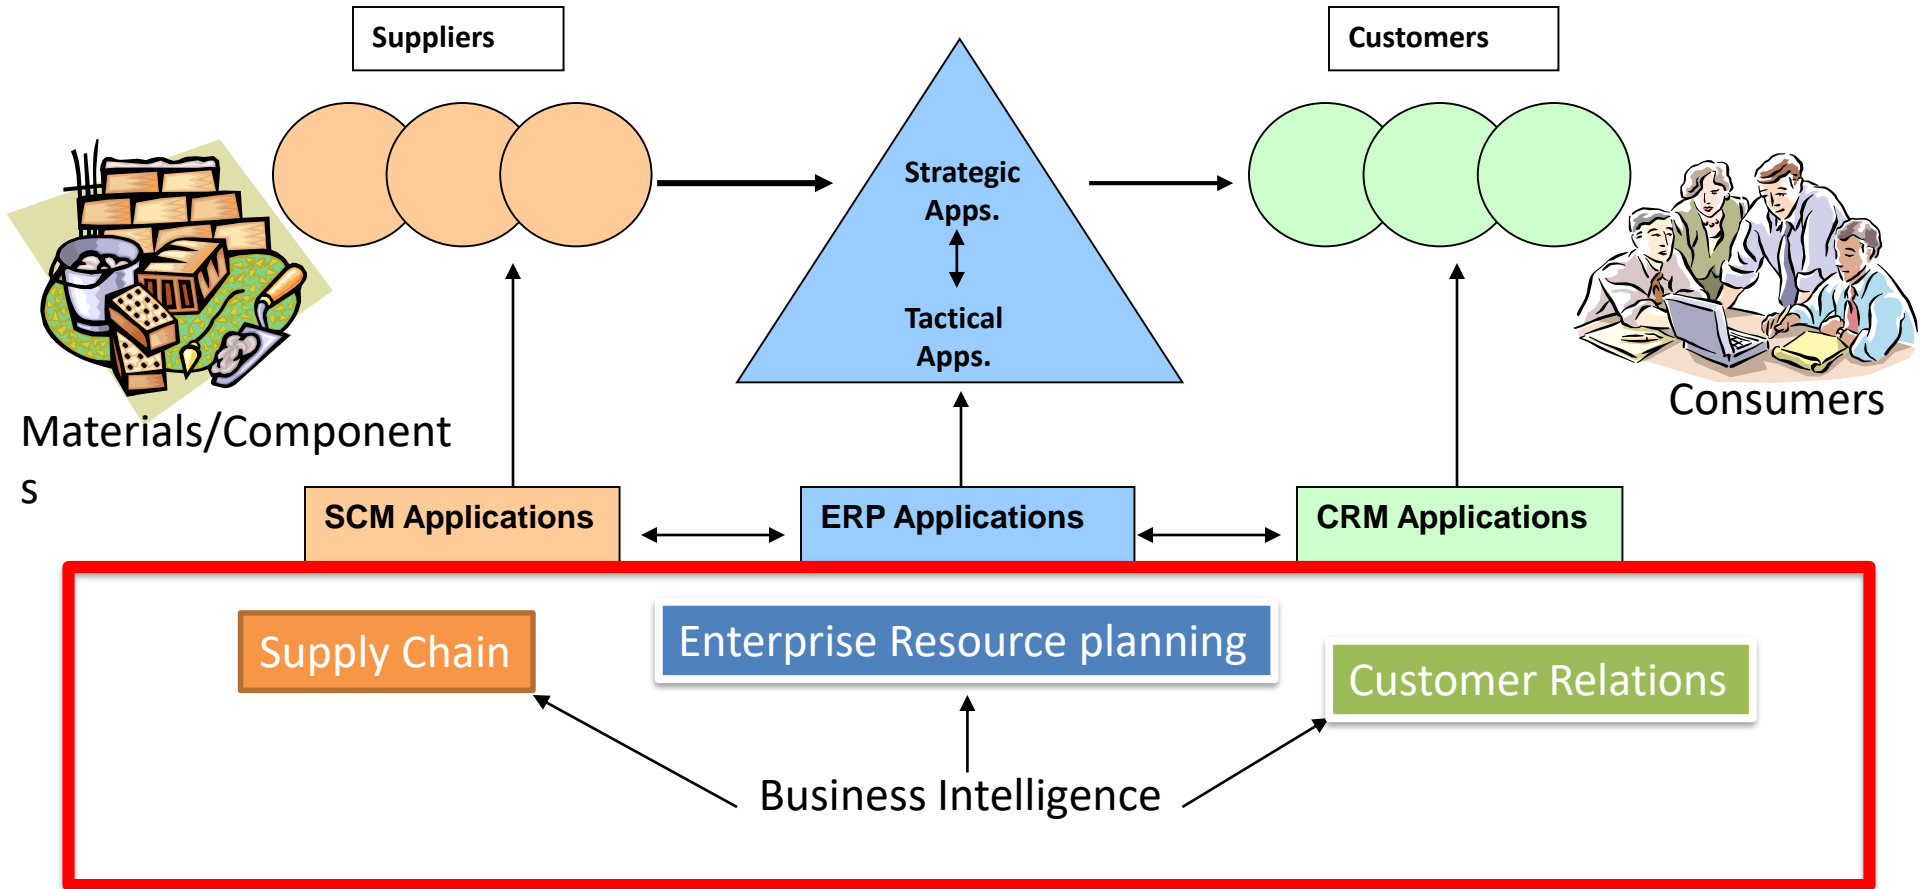 Suppliers
Customers
Strategic
Apps.
Tactical
Apps.
Materials/Component
s
Consumers
SCM Applications
ERP Applications
CRM Applications
Supply Chain
Enterprise Resource planning
Customer Relations
Business Intelligence